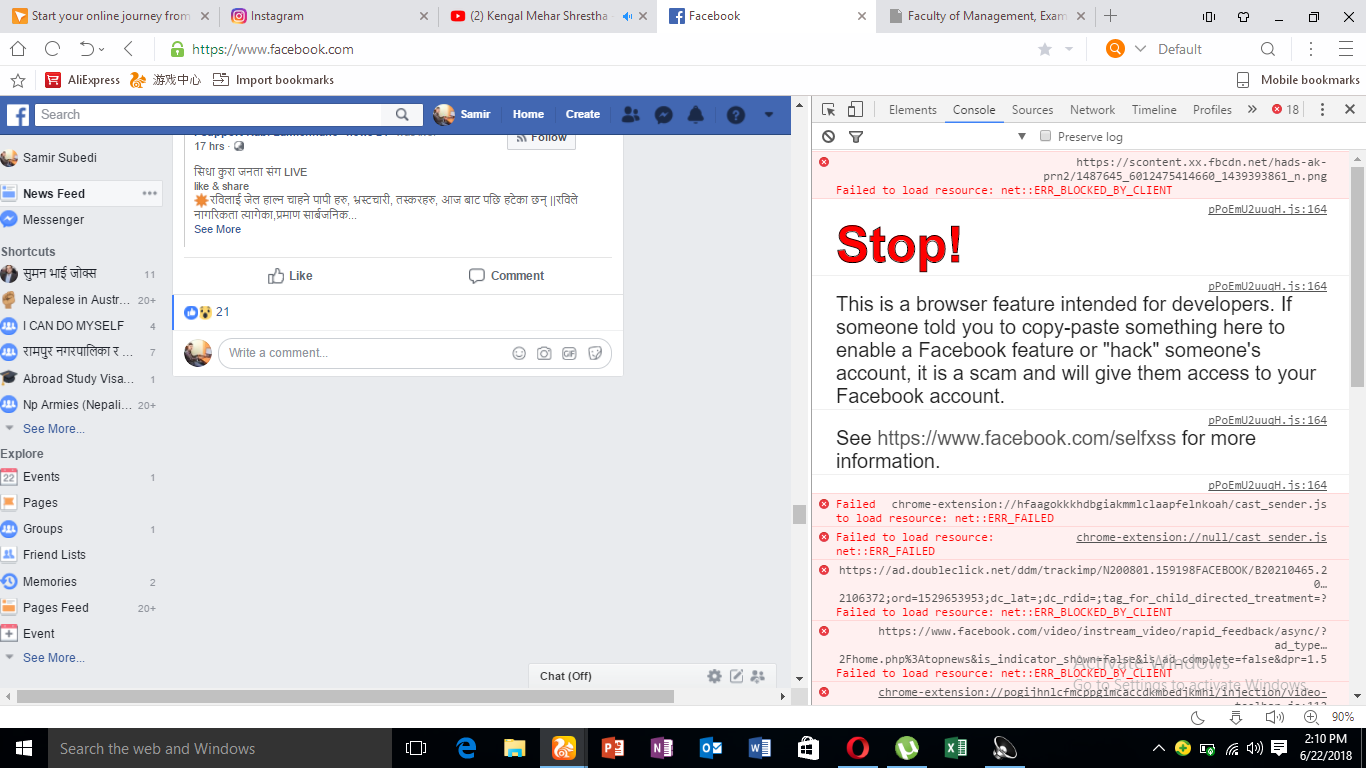 Start your online journey from
Instagram
(2) Kengal Mehar Shrestha -
Facebook
Faculty of Management, Exam
https://www.facebook.com
Default
AliExpress
游戏中心
Import bookmarks
Mobile bookmarks
Search
Samir
Home
Create
Samir Subedi
News Feed
Messenger
Shortcuts
सुमन भाई जोक्स 11
Nepalese in Austr... 20+
I CAN DO MYSELF 4
रामपुर नगरपालिका र ... 7
Abroad Study Visa... 1
Np Armies (Nepali... 20+
See More...
Explore
Events 1
Pages
Groups 1
Friend Lists
Memories 2
Pages Feed 20+
Event
See More...
17 hrs ·
Follow
सिधा कुरा जनता संग LIVE
like & share
रविलाई जेल हाल्न चाहने पापी हरु, भ्रस्टचारी, तस्करहरु, आज बाट पछि हटेका छन् ||रविले
नागरिकता त्यागेका,प्रमाण सार्बजनिक...
See More
Like
Comment
21
Write a comment...
GIF
Chat (Off)
Elements
Console
Sources
Network
Timeline
Profiles
18
Preserve log
https://scontent.xx.fbcdn.net/hads-ak-
prn2/1487645_6012475414660_1439393861_n.png
Failed to load resource: net::ERR_BLOCKED_BY_CLIENT
pPoEmU2uuqH.js:164
Stop!
pPoEmU2uuqH.js:164
This is a browser feature intended for developers. If
someone told you to copy-paste something here to
enable a Facebook feature or "hack" someone's
account, it is a scam and will give them access to your
Facebook account.
pPoEmU2uuqH.js:164
See https://www.facebook.com/selfxss for more
information.
pPoEmU2uuqH.js:164
Failed chrome-extension://hfaagokkkhdbgiakmmlclaapfelnkoah/cast_sender.js
to load resource: net::ERR_FAILED
Failed to load resource: chrome-extension://null/cast_sender.js
net::ERR_FAILED
https://ad.doubleclick.net/ddm/trackimp/N200801.159198FACEBOOK/B20210465.2
0…
2106372;ord=1529653953;dc_lat=;dc_rdid=;tag_for_child_directed_treatment=?
Failed to load resource: net::ERR_BLOCKED_BY_CLIENT
https://www.facebook.com/video/instream_video/rapid_feedback/async/?
ad_type…
2Fhome.php%3Atopnews&is_indicator_shown=false&is_ad_complete=false&dpr=1.5
Failed to load resource: net::ERR_BLOCKED_BY_CLIENT
chrome-extension://pogijhnlcfmcppgimcaccdkmbedjkmhi/injection/video-
Activate Windows
Go to Settings to activate Windows.
90%
Search the web and Windows
2:10 PM
6/22/2018